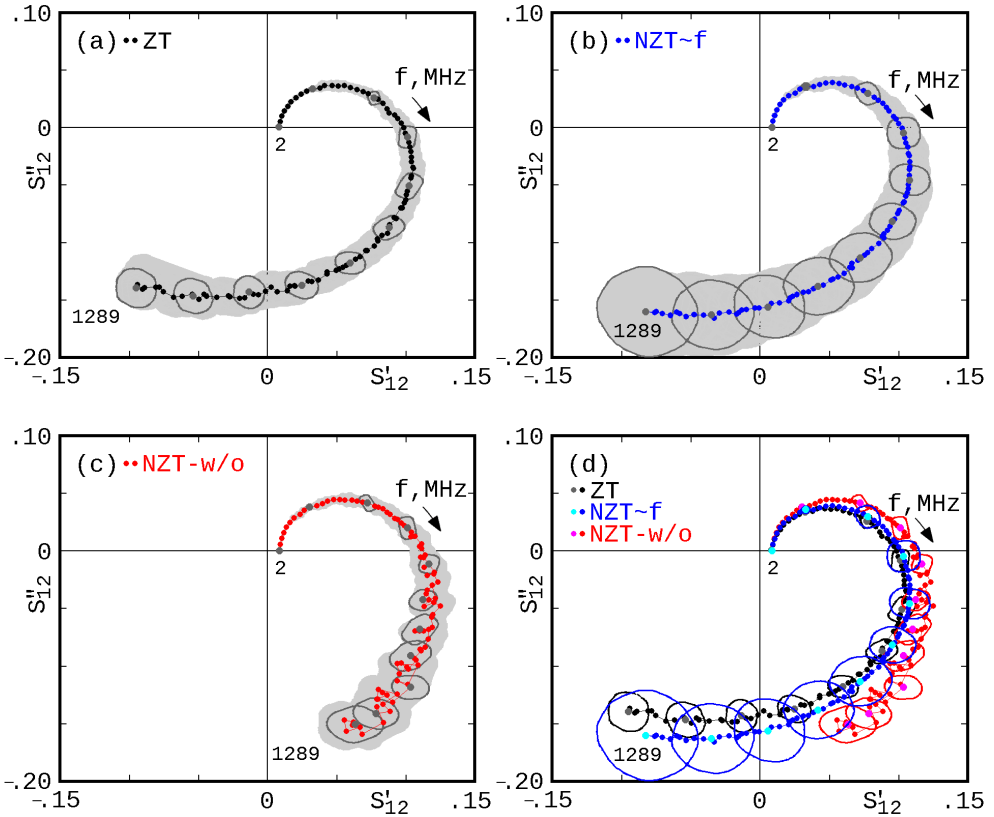 .10
(a) ZT
f,MHz
0
2
S"12
1289
-.20
-.15
0
S'12
.15
.10
(b) NZT~f
f,MHz
0
2
S"12
1289
-.20
-.15
0
S'12
.15
.10
(c) NZT-w/o
f,MHz
0
2
S"12
1289
-.20
-.15
0
S'12
.15
.10
(d)
ZT
NZT~f
NZT-w/o
f,MHz
0
2
S"12
1289
-.20
-.15
0
S'12
.15